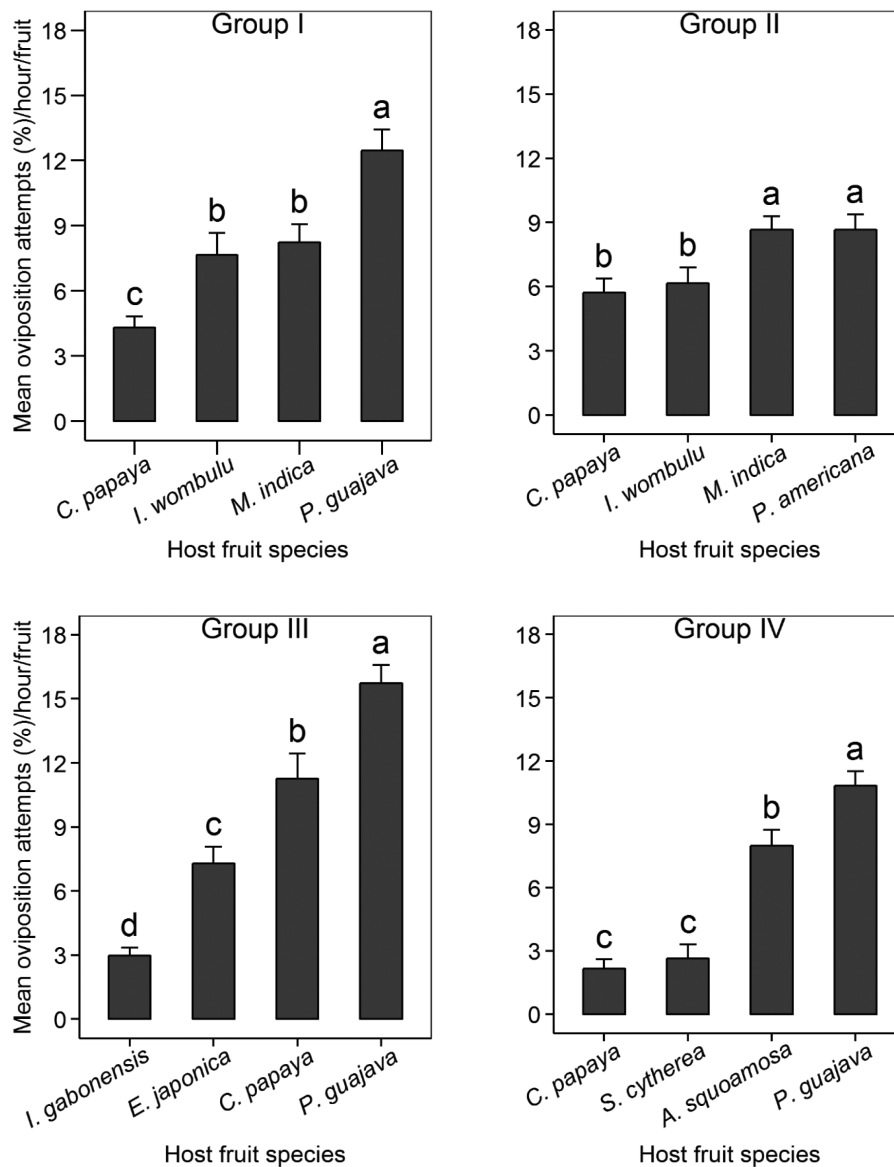 Group I
Mean oviposition attempts (%)/hour/fruit
18
15
12
9
6
3
0
c
b
b
a
C. papaya
I. wombulu
M. indica
P. guajava
Host fruit species
Group II
18
15
12
9
6
3
0
b
b
a
a
C. papaya
I. wombulu
M. indica
P. americana
Host fruit species
Group III
Mean oviposition attempts (%)/hour/fruit
18
15
12
9
6
3
0
d
c
b
a
I. gabonensis
E. japonica
C. papaya
P. guajava
Host fruit species
Group IV
18
15
12
9
6
3
0
c
c
b
a
C. papaya
S. cytherea
A. squoamosa
P. guajava
Host fruit species